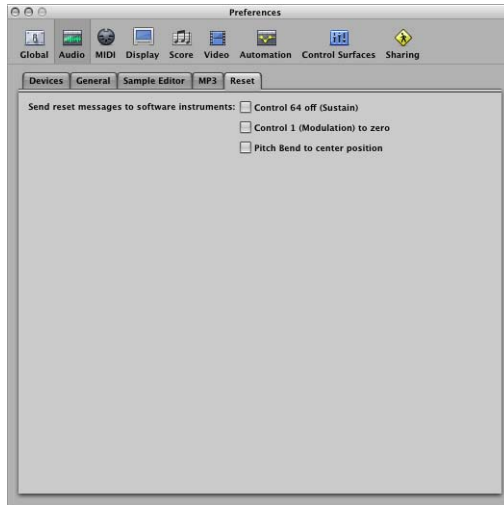 Preferences
Global Audio MIDI Display Score Video Automation Control Surfaces Sharing
Devices General Sample Editor MP3 Reset
Send reset messages to software instruments: Control 64 off (Sustain)
Control 1 (Modulation) to zero
Pitch Bend to center position